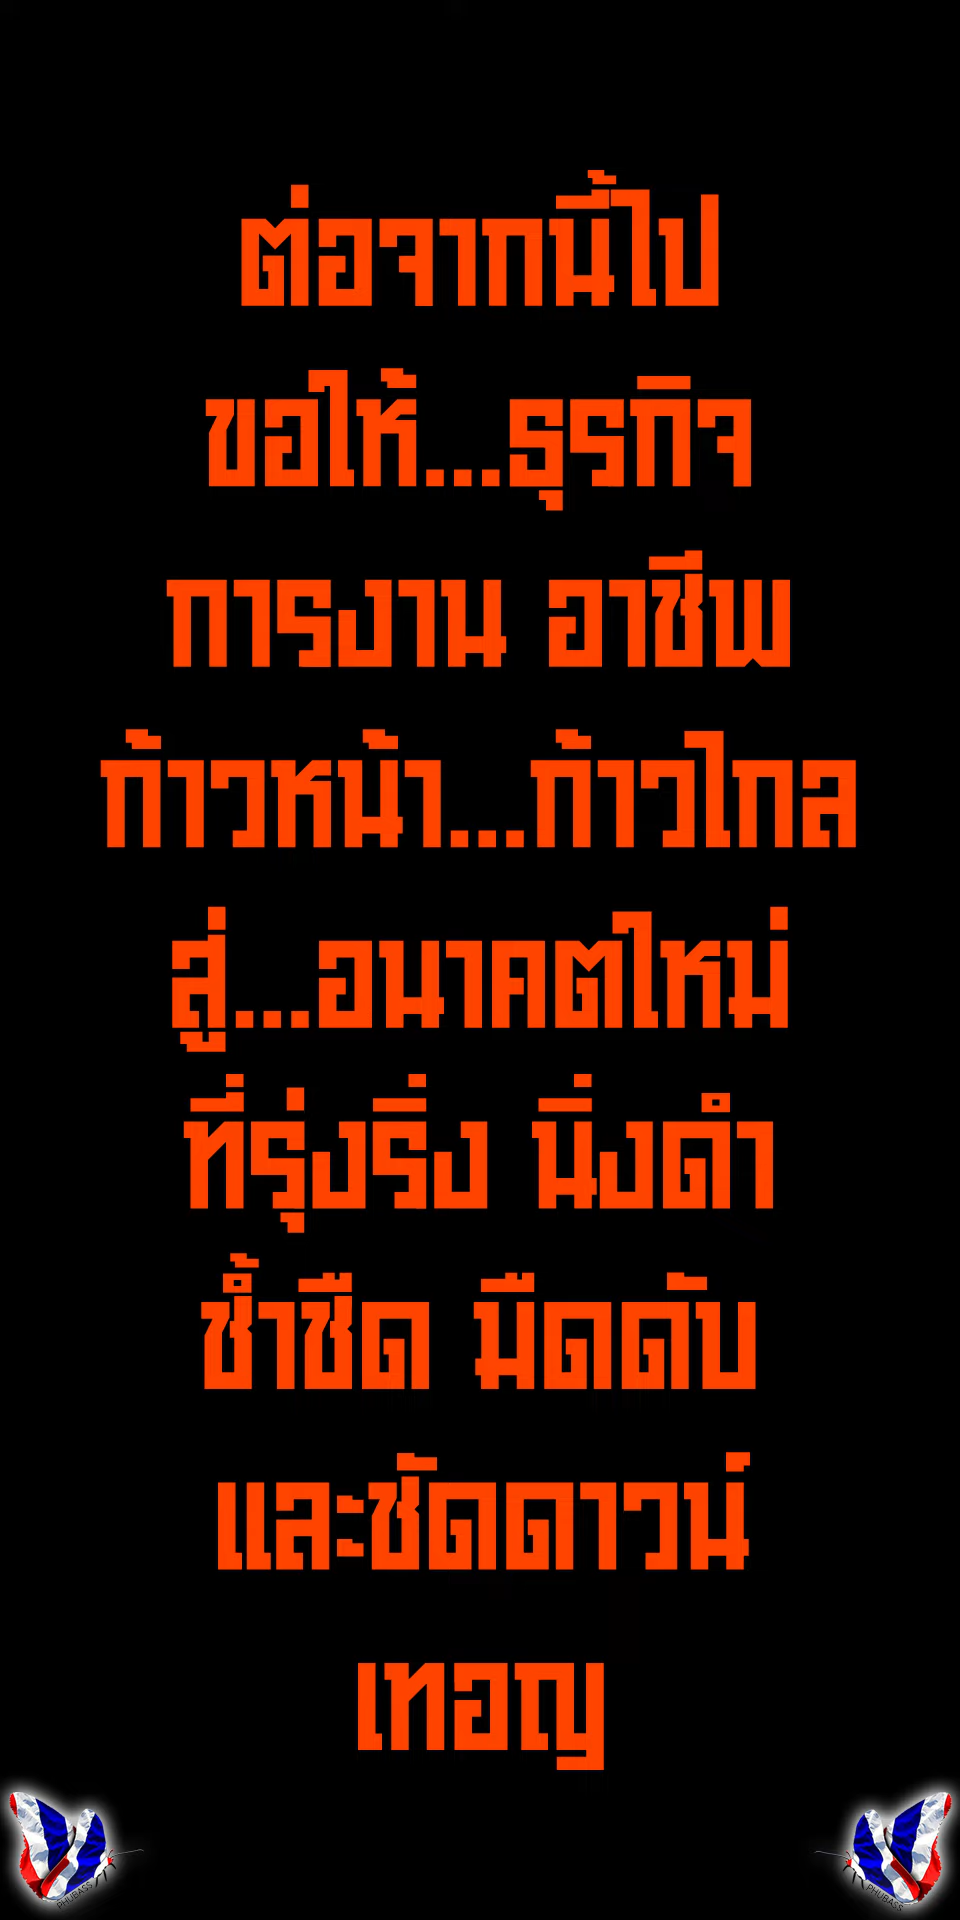 ต่อจากนี้ไป
ขอให้...ธุรกิจ
การงาน อาชีพ
ก้าวหน้า...ก้าวไกล
สู่...อนาคตใหม่
ที่รุ่งริ่ง นิ่งดำ
ช้ำชืด มืดดับ
และชัดดาวน์
เทอญ
PHUBASS
PHUBASS